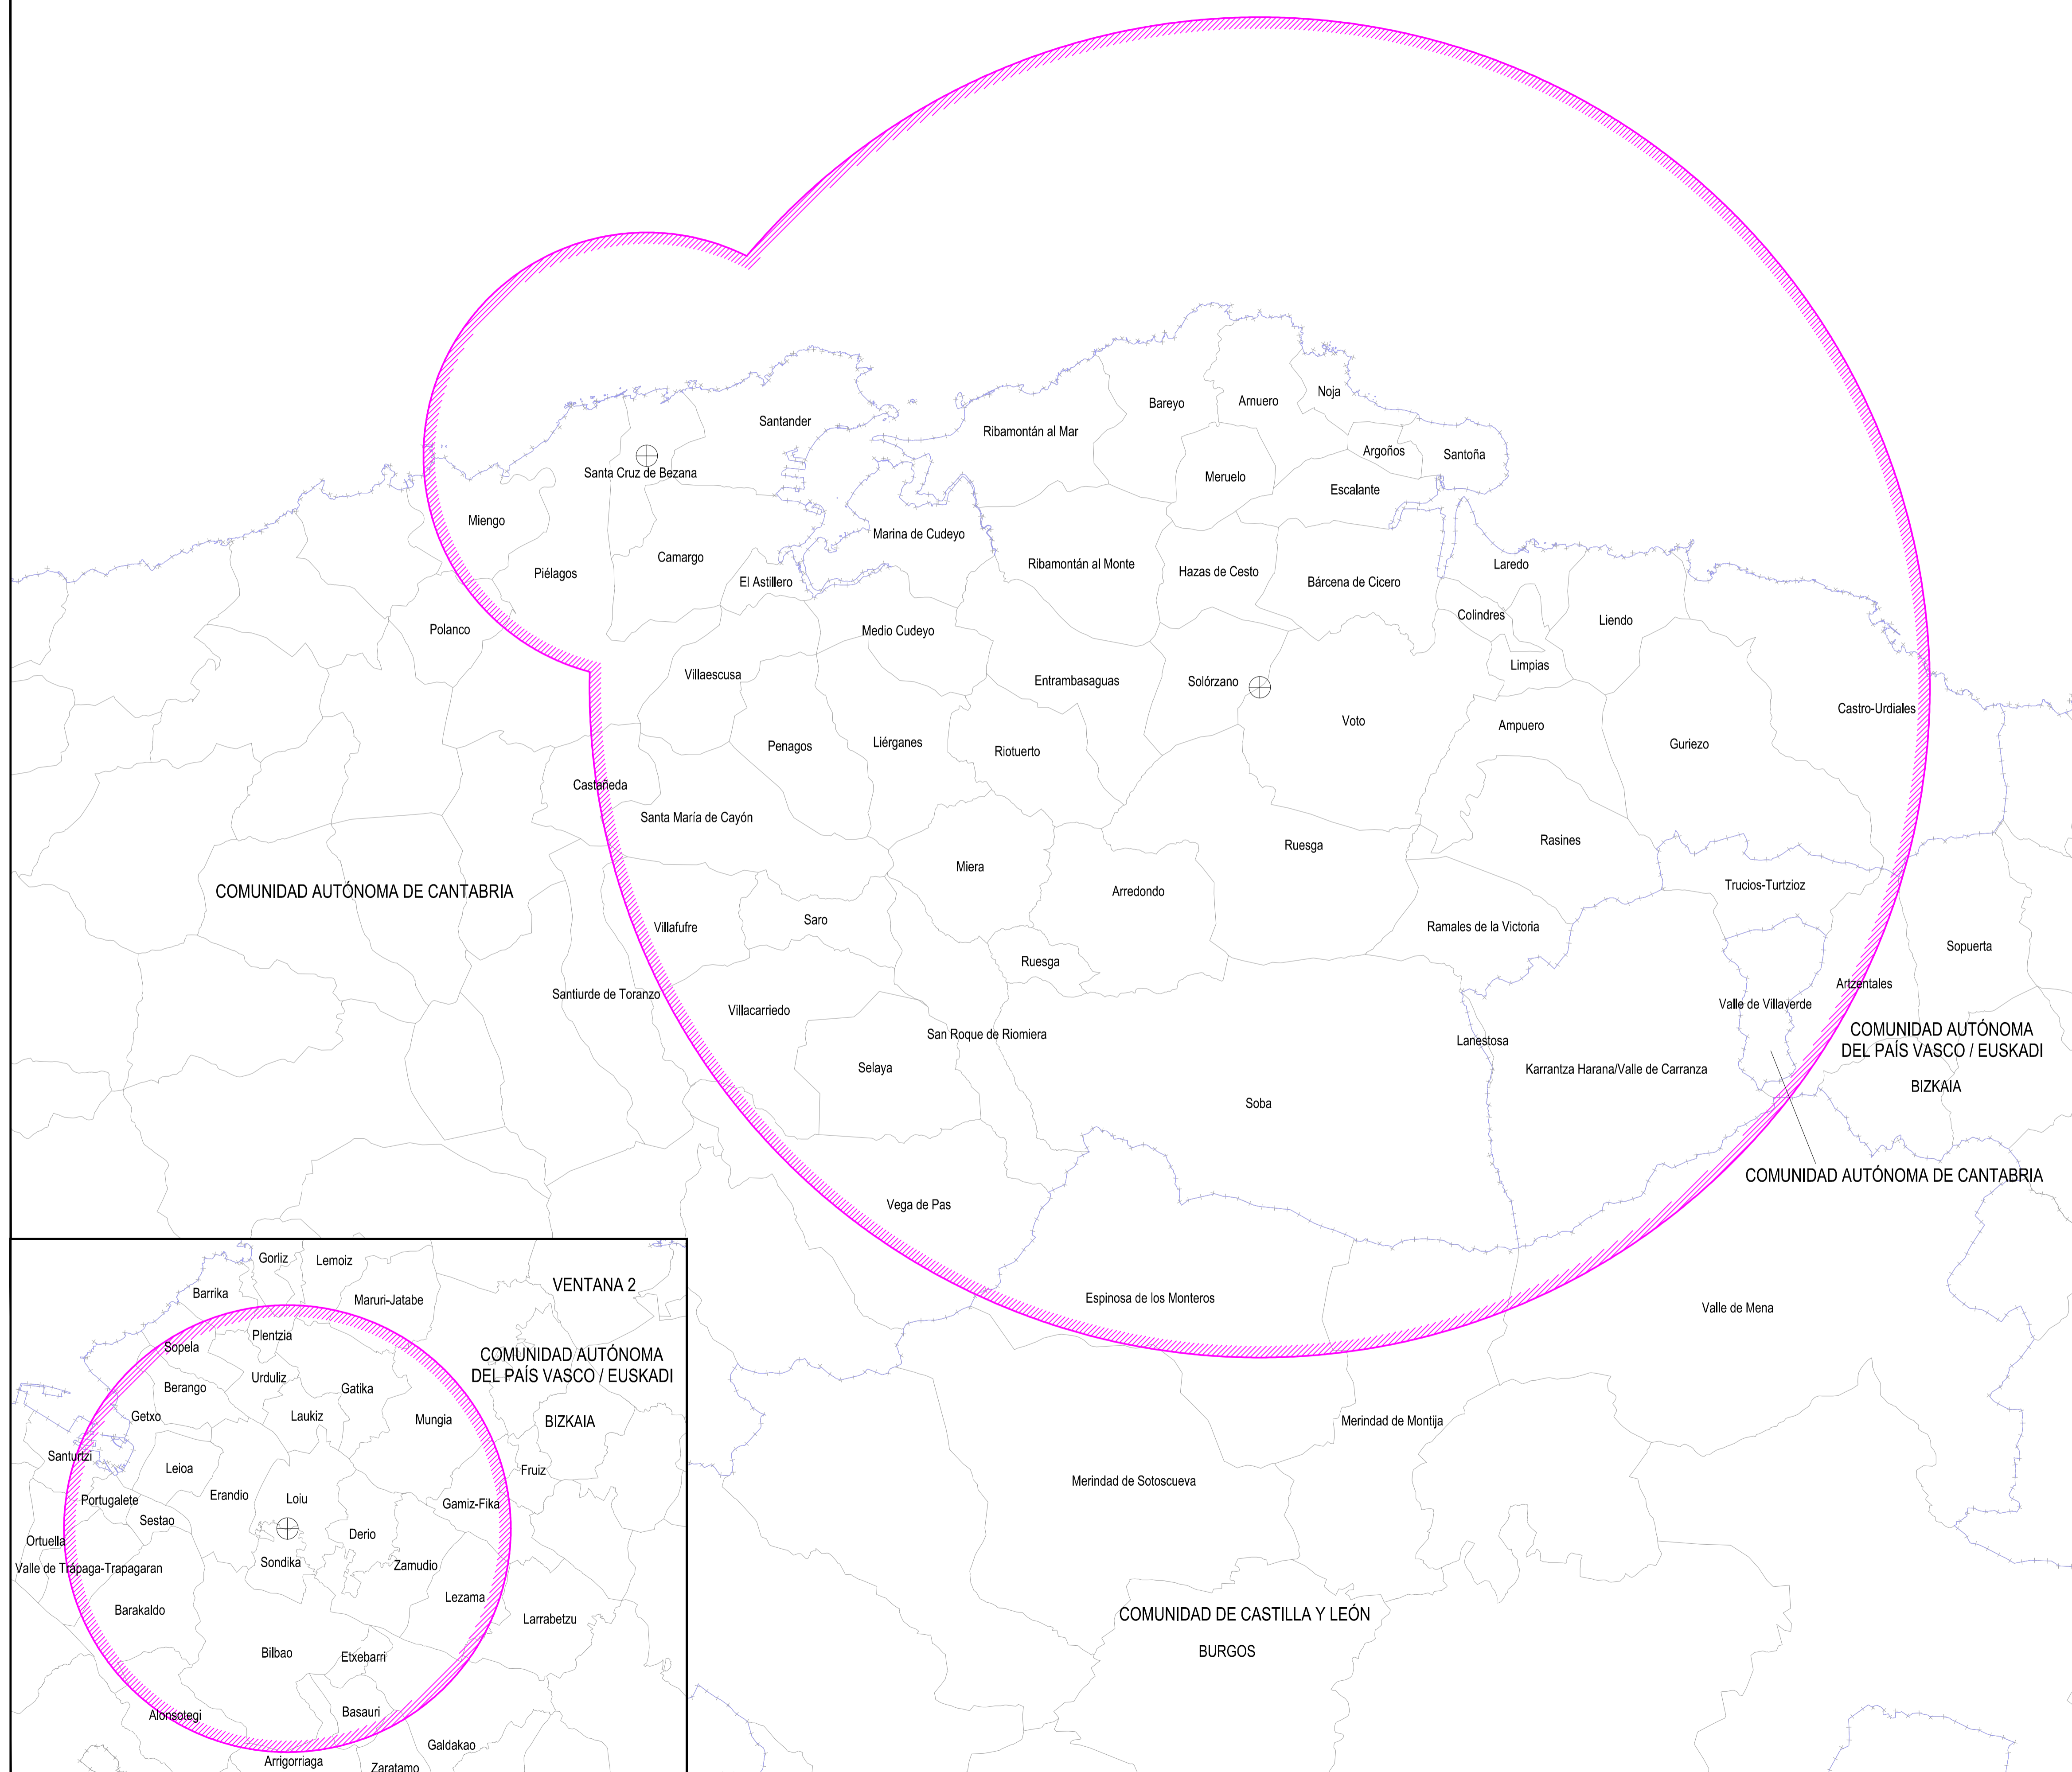 Noja
Bareyo
Arnuero
Santander
Ribamontán al Mar
Argoños
Santoña
Santa Cruz de Bezana
Meruelo
Escalante
Miengo
Marina de Cudeyo
Camargo
Ribamontán al Monte
Laredo
Piélagos
Hazas de Cesto
El Astillero
Bárcena de Cicero
Colindres
Liendo
Polanco
Medio Cudeyo
Limpias
Villaescusa
Entrambasaguas
Solórzano
Castro-Urdiales
Voto
Ampuero
Penagos
Liérganes
Riotuerto
Guriezo
Castañeda
Santa María de Cayón
Rasines
Ruesga
Miera
Trucios-Turtzioz
COMUNIDAD AUTÓNOMA DE CANTABRIA
Arredondo
Saro
Villafufre
Ramales de la Victoria
Sopuerta
Ruesga
Artzentales
Santiurde de Toranzo
Valle de Villaverde
Villacarriedo
San Roque de Riomiera
Lanestosa
COMUNIDAD AUTÓNOMA
DEL PAÍS VASCO / EUSKADI
BIZKAIA
Selaya
Karrantza Harana/Valle de Carranza
Soba
COMUNIDAD AUTÓNOMA DE CANTABRIA
Vega de Pas
Espinosa de los Monteros
Valle de Mena
Merindad de Montija
Merindad de Sotoscueva
COMUNIDAD DE CASTILLA Y LEÓN
BURGOS
VENTANA 2
Gorliz
Lemoiz
Barrika
Maruri-Jatabe
Plentzia
Sopela
COMUNIDAD AUTÓNOMA
DEL PAÍS VASCO / EUSKADI
BIZKAIA
Urduliz
Berango
Gatika
Getxo
Laukiz
Mungia
Santurtzi
Leioa
Fruiz
Erandio
Loiu
Portugalete
Gamiz-Fika
Sestao
Derio
Ortuella
Sondika
Zamudio
Valle de Trápaga-Trapagaran
Lezama
Barakaldo
Larrabetzu
Bilbao
Etxebarri
Alonsotegi
Basauri
Galdakao
Arrigorriaga
Zaratamo